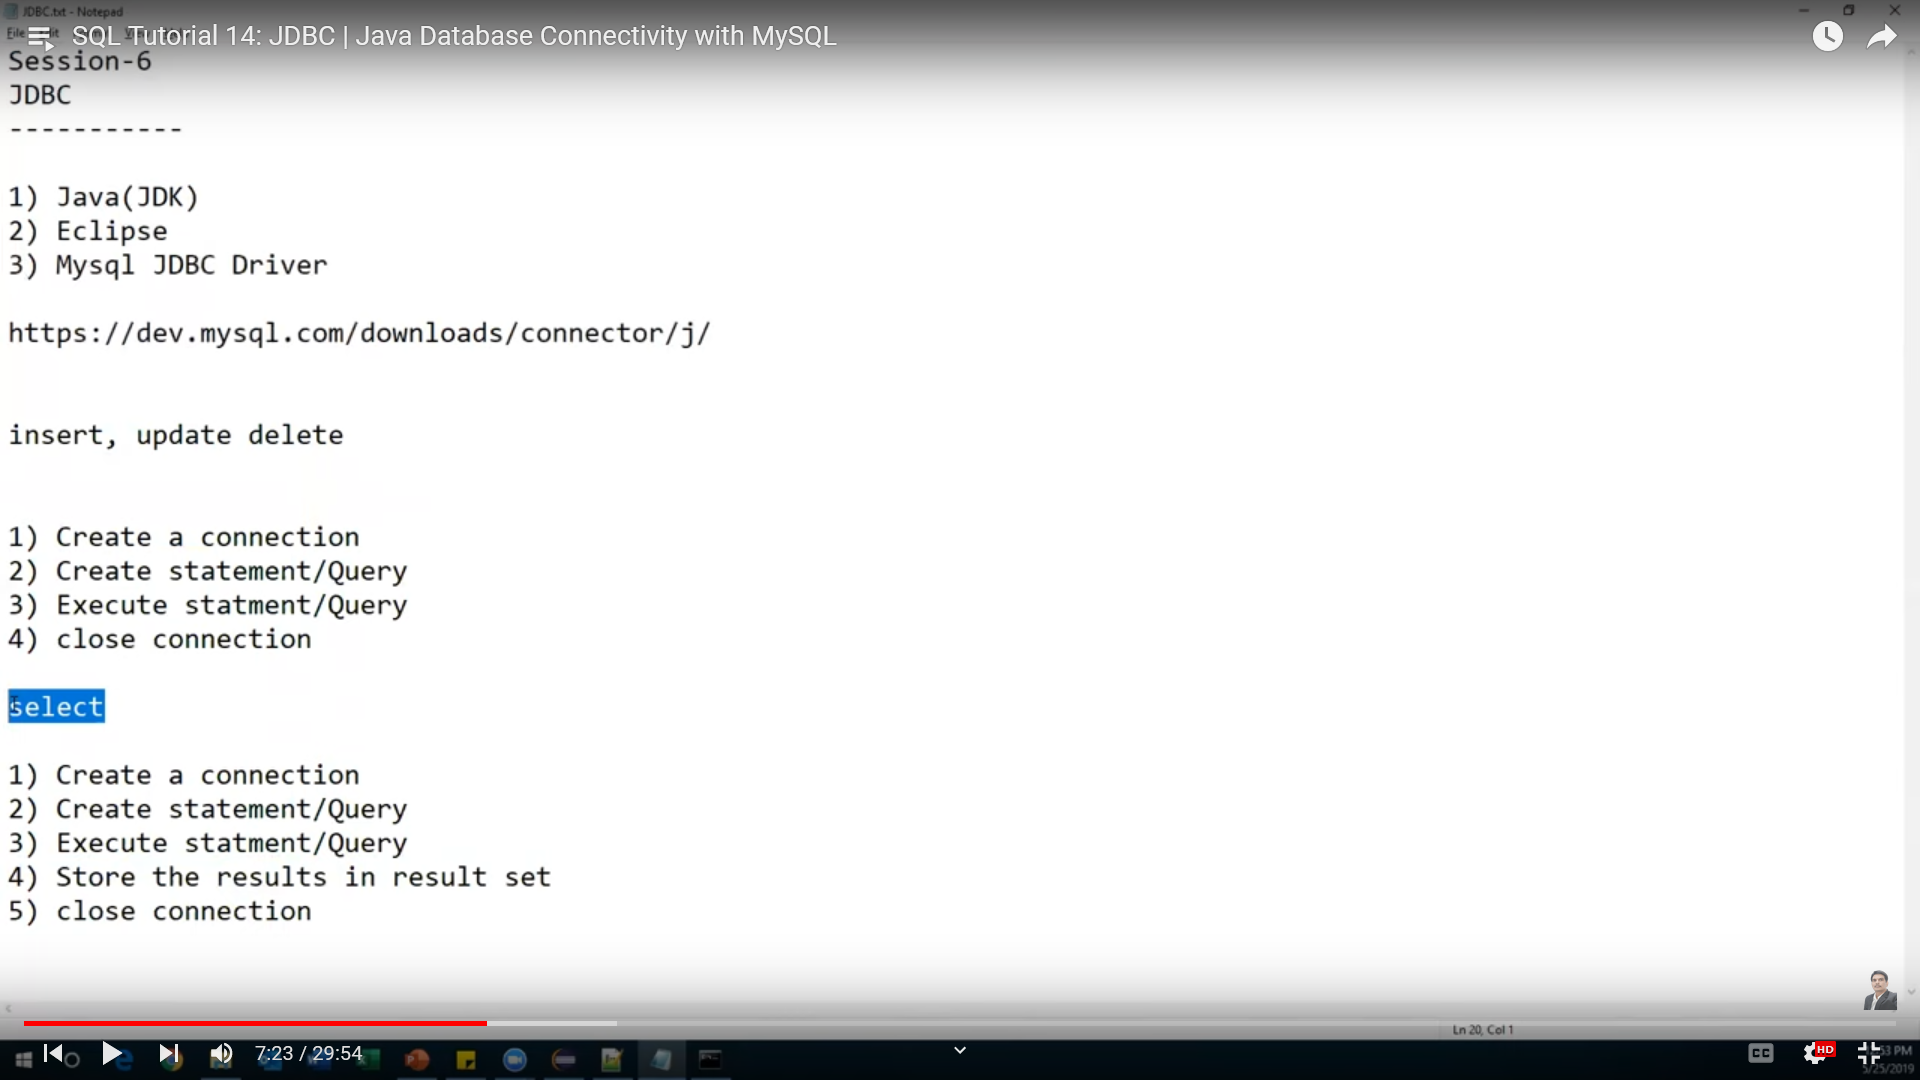 JDBC.txt - Notepad
SQL Tutorial 14: JDBC | Java Database Connectivity with MySQL
Session-6
JDBC
-----------
1) Java(JDK)
2) Eclipse
3) Mysql JDBC Driver
https://dev.mysql.com/downloads/connector/j/
insert, update delete
1) Create a connection
2) Create statement/Query
3) Execute statment/Query
4) close connection
select
1) Create a connection
2) Create statement/Query
3) Execute statment/Query
4) Store the results in result set
5) close connection
Ln 20, Col 1
7:23 / 29:54
CC
HD
5/25/2019